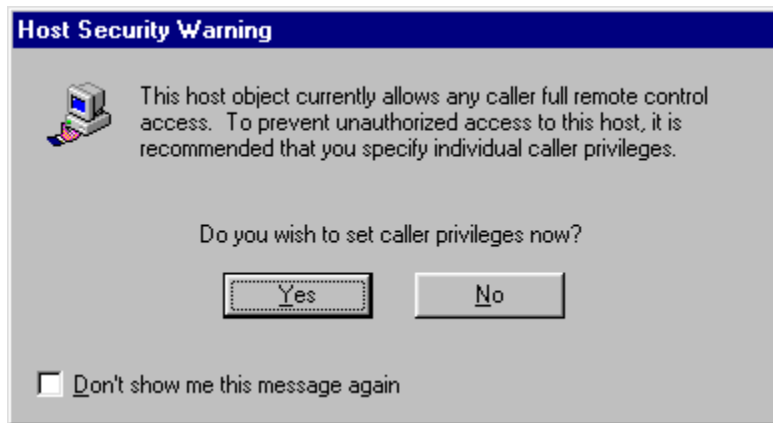 Host Security Warning
This host object currently allows any caller full remote control
access. To prevent unauthorized access to this host, it is
recommended that you specify individual caller privileges.
Do you wish to set caller privileges now?
Yes
No
Don't show me this message again